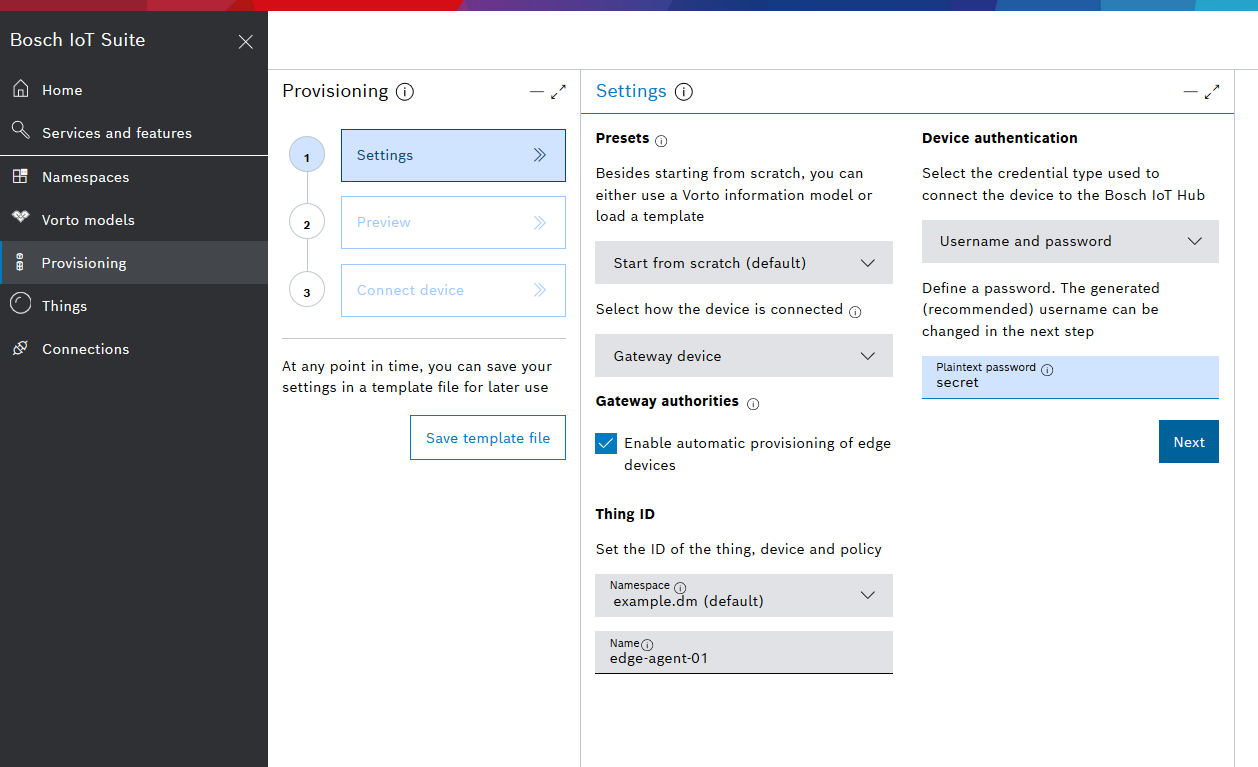 Bosch IoT Suite
Home
Services and features
Namespaces
Vorto models
Provisioning
Things
Connections
Provisioning
1
Settings
2
Preview
3
Connect device
At any point in time, you can save your
settings in a template file for later use
Save template file
Settings
Presets
Besides starting from scratch, you can
either use a Vorto information model or
load a template
Start from scratch (default)
Select how the device is connected
Gateway device
Gateway authorities
Enable automatic provisioning of edge
devices
Thing ID
Set the ID of the thing, device and policy
Namespace
example.dm (default)
Name
edge-agent-01
Device authentication
Select the credential type used to
connect the device to the Bosch IoT Hub
Username and password
Define a password. The generated
(recommended) username can be
changed in the next step
Plaintext password
secret
Next